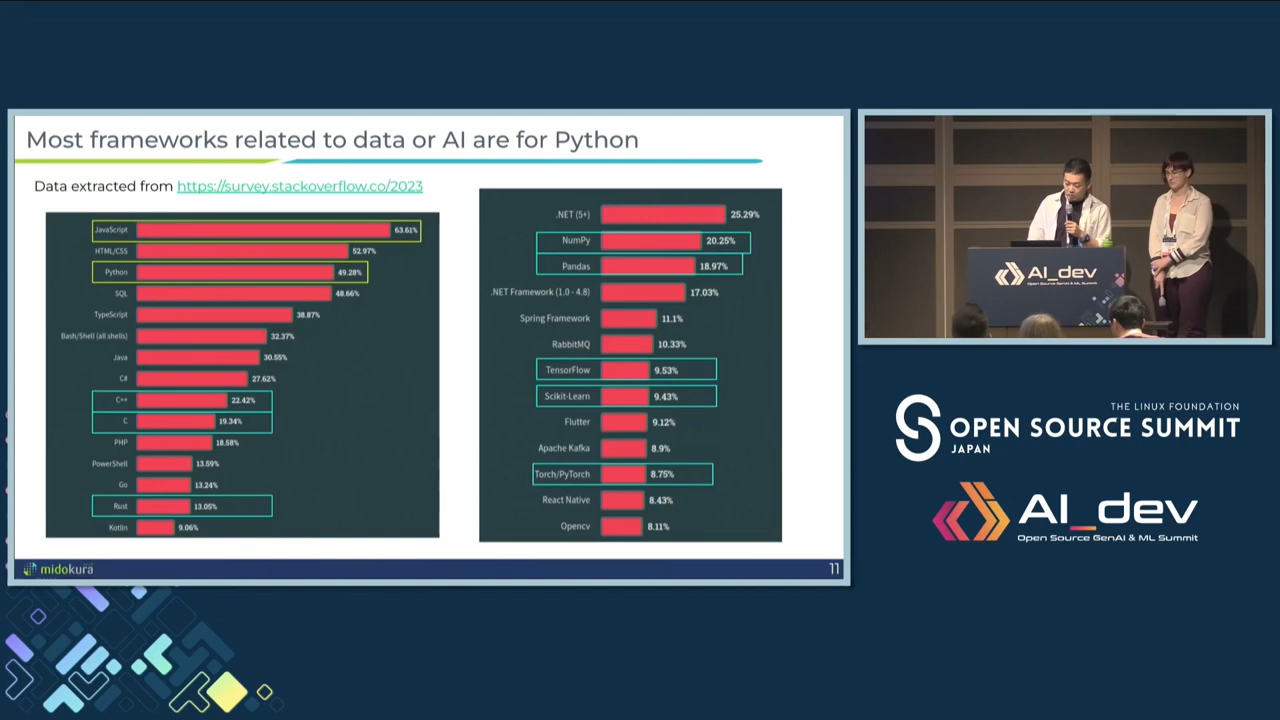 Most frameworks related to data or AI are for Python
Data extracted from https://survey.stackoverflow.co/2023
JavaScript 63.61%
HTML/CSS 52.97%
Python 49.28%
SQL 48.66%
TypeScript 38.87%
Bash/Shell (all shells) 32.37%
Java 30.55%
C# 27.62%
C++ 22.42%
C 19.34%
PHP 18.58%
PowerShell 13.59%
Go 13.24%
Rust 13.05%
Kotlin 9.06%
.NET (5+) 25.29%
NumPy 20.25%
Pandas 18.97%
.NET Framework (1.0 - 4.8) 17.03%
Spring Framework 11.1%
RabbitMQ 10.33%
TensorFlow 9.53%
Scikit-Learn 9.43%
Flutter 9.12%
Apache Kafka 8.9%
Torch/PyTorch 8.75%
React Native 8.43%
Opencv 8.11%
midokura 11
AI_dev
Open Source GenAI & ML Summit
THE LINUX FOUNDATION
OPEN SOURCE SUMMIT
JAPAN
AI_dev
Open Source GenAI & ML Summit